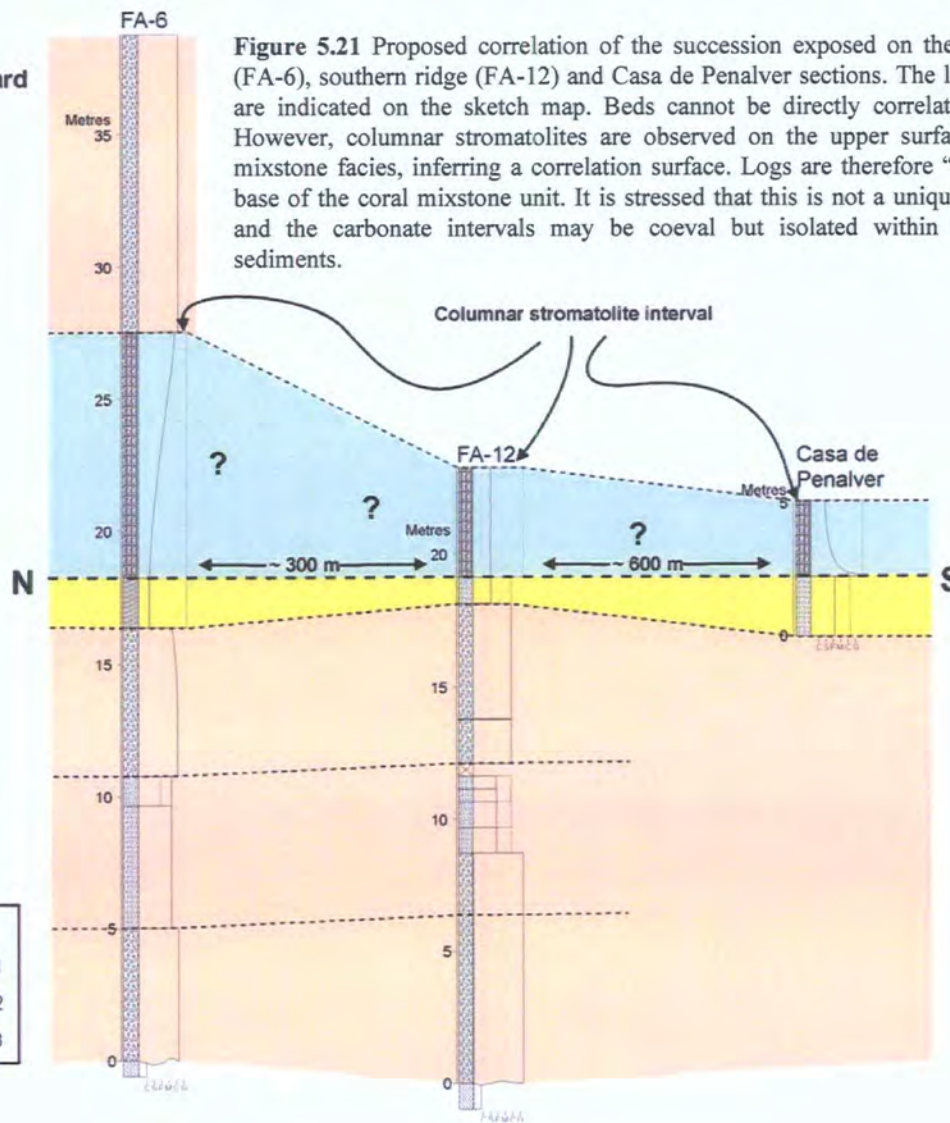 FA-6
ard
Figure 5.21 Proposed correlation of the succession exposed on the
(FA-6), southern ridge (FA-12) and Casa de Penalver sections. The l
are indicated on the sketch map. Beds cannot be directly correlat
However, columnar stromatolites are observed on the upper surfa
mixstone facies, inferring a correlation surface. Logs are therefore “
base of the coral mixstone unit. It is stressed that this is not a uniqu
and the carbonate intervals may be coeval but isolated within
sediments.
Metres
35
30
Columnar stromatolite interval
25
?
FA-12
Casa de
Penalver
Metres
5
?
20
Metres
20
?
~ 300 m
~ 600 m
N
S
0
15
15
10
10
5
5
2
3
0
0